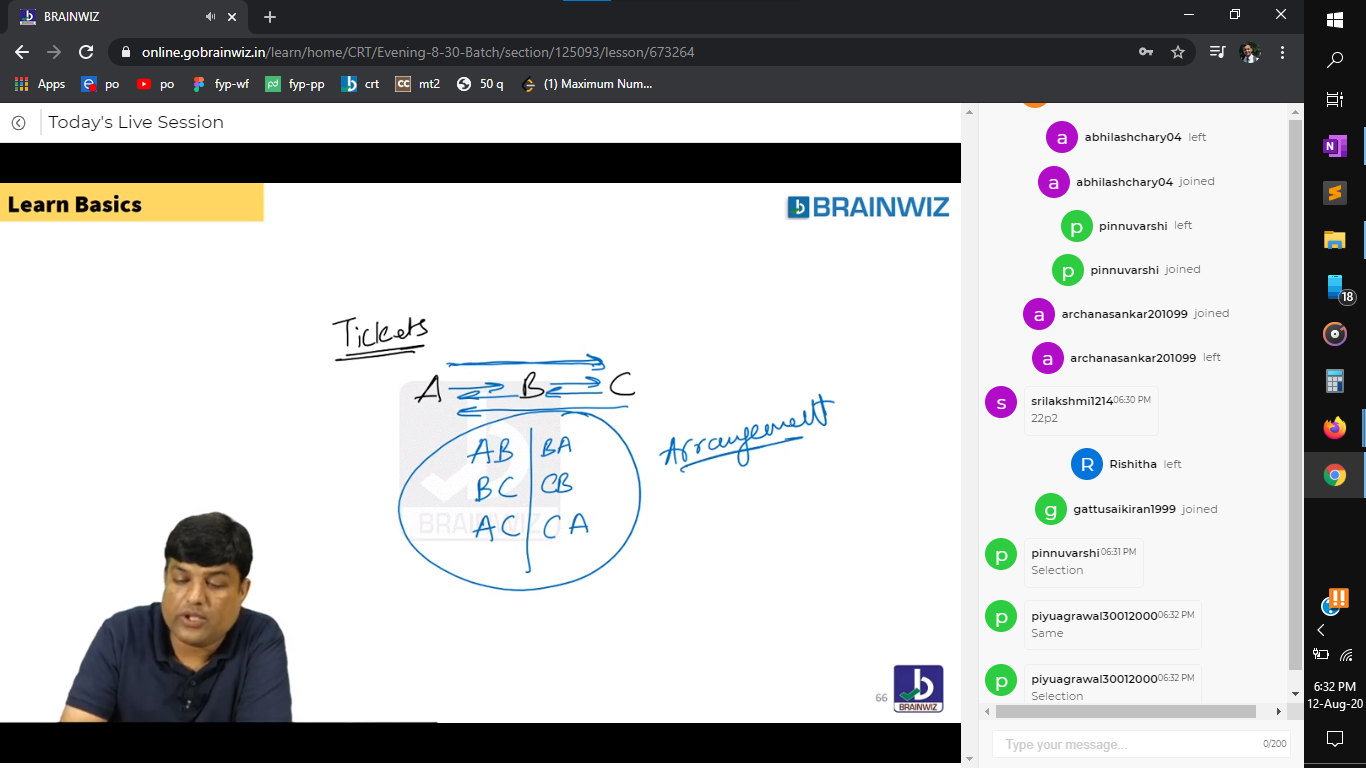 BRAINWIZ
online.gobrainwiz.in/learn/home/CRT/Evening-8-30-Batch/section/125093/lesson/673264
Apps po po fyp-wf fyp-pp crt mt2 50 q (1) Maximum Num...
Today's Live Session
Learn Basics
BRAINWIZ
Tickets
A B C
AB BA
BC CB
AC CA
Arrangement
BRAINWIZ
66
BRAINWIZ
a abhilashchary04 left
a abhilashchary04 joined
p pinnuvarshi left
p pinnuvarshi joined
a archanasankar201099 joined
a archanasankar201099 left
s srilakshmi1214 06:30 PM
22p2
R Rishitha left
g gattusaikiran1999 joined
p pinnuvarshi 06:31 PM
Selection
p piyuagrawal30012000 06:32 PM
Same
p piyuagrawal30012000 06:32 PM
Selection
Type your message... 0/200
18
6:32 PM
12-Aug-20